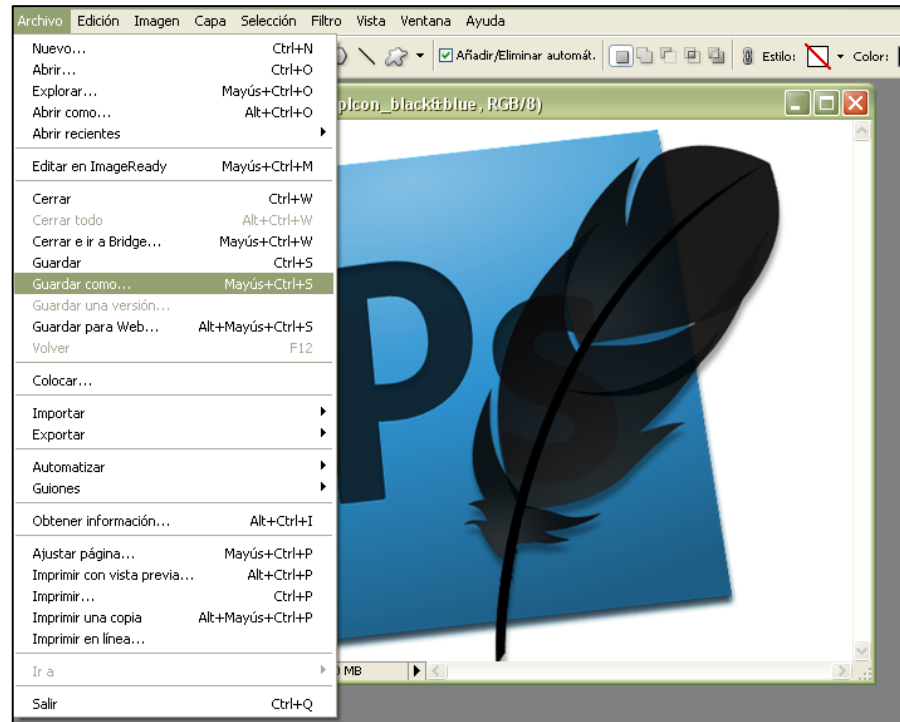 Archivo Edición Imagen Capa Selección Filtro Vista Ventana Ayuda
Añadir/Eliminar automát. Estilo: Color:
pIcon_black&blue, RGB/8)
Nuevo... Ctrl+N
Abrir... Ctrl+O
Explorar... Mayús+Ctrl+O
Abrir como... Alt+Ctrl+O
Abrir recientes
Editar en ImageReady Mayús+Ctrl+M
Cerrar Ctrl+W
Cerrar todo Alt+Ctrl+W
Cerrar e ir a Bridge... Mayús+Ctrl+W
Guardar Ctrl+S
Guardar como... Mayús+Ctrl+S
Guardar una versión...
Guardar para Web... Alt+Mayús+Ctrl+S
Volver F12
Colocar...
Importar
Exportar
Automatizar
Guiones
Obtener información... Alt+Ctrl+I
Ajustar página... Mayús+Ctrl+P
Imprimir con vista previa... Alt+Ctrl+P
Imprimir... Ctrl+P
Imprimir una copia Alt+Mayús+Ctrl+P
Imprimir en línea...
Ir a
Salir Ctrl+Q
PS
MB